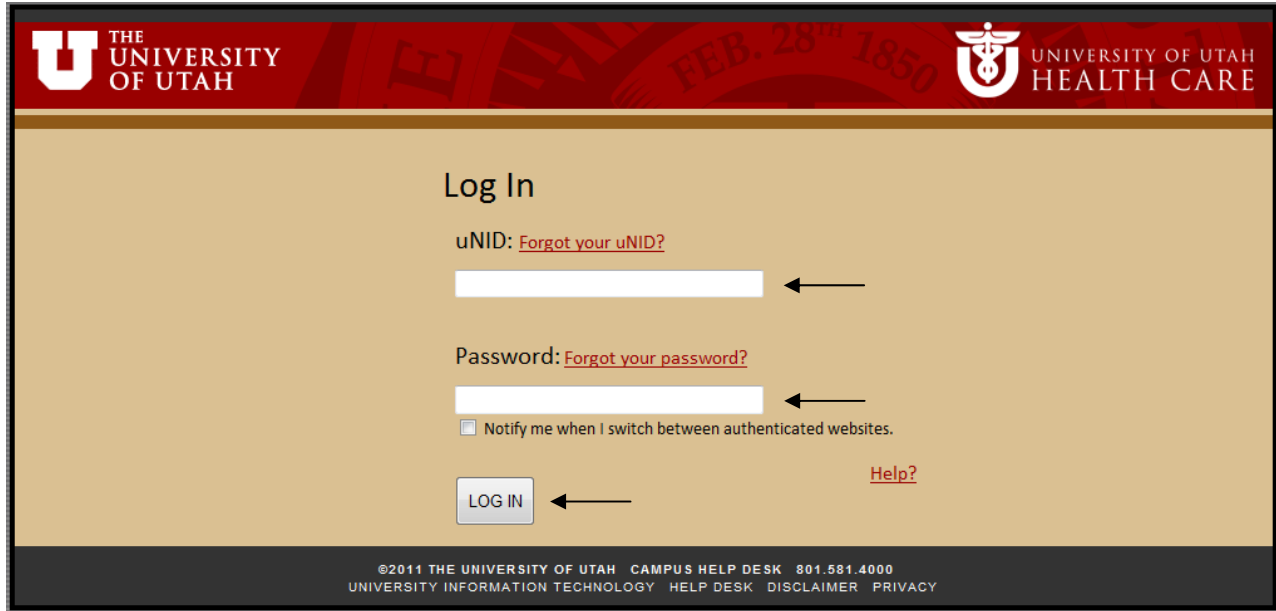 THE
UNIVERSITY
OF UTAH
FEB. 28TH 1850
UNIVERSITY OF UTAH
HEALTH CARE
Log In
uNID: Forgot your uNID?
Password: Forgot your password?
Notify me when I switch between authenticated websites.
Help?
LOG IN
©2011 THE UNIVERSITY OF UTAH CAMPUS HELP DESK 801.581.4000
UNIVERSITY INFORMATION TECHNOLOGY HELP DESK DISCLAIMER PRIVACY